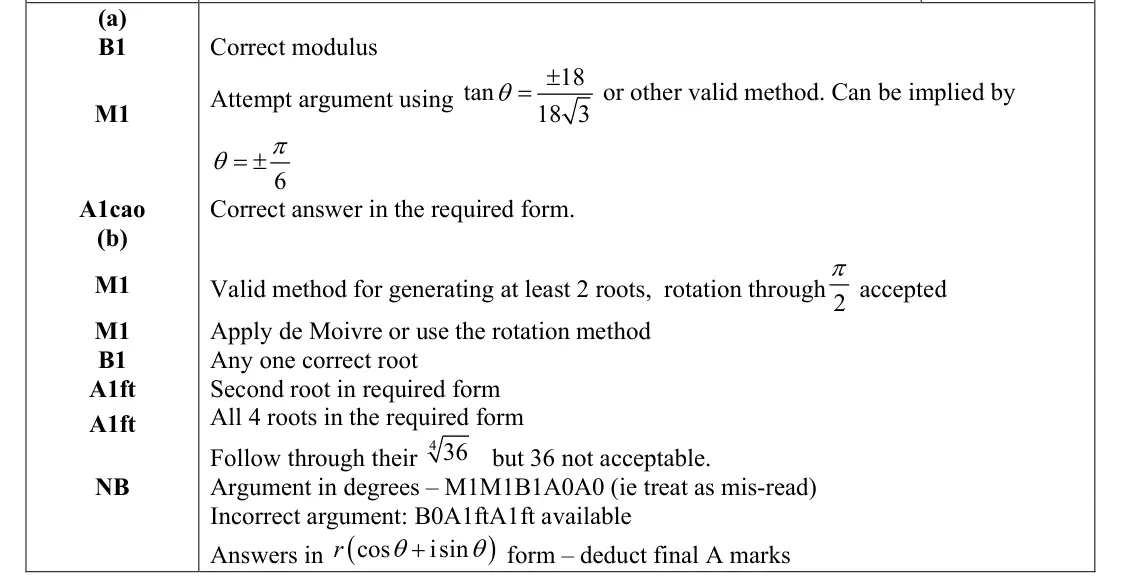 (a)
B1 Correct modulus
M1 Attempt argument using tan θ = ±18/18√3 or other valid method. Can be implied by
θ = ±π/6
A1cao Correct answer in the required form.
(b)
M1 Valid method for generating at least 2 roots, rotation through π/2 accepted
M1 Apply de Moivre or use the rotation method
B1 Any one correct root
A1ft Second root in required form
A1ft All 4 roots in the required form
Follow through their ∜36 but 36 not acceptable.
NB Argument in degrees – M1M1B1A0A0 (ie treat as mis-read)
Incorrect argument: B0A1ftA1ft available
Answers in r(cos θ + i sin θ) form – deduct final A marks